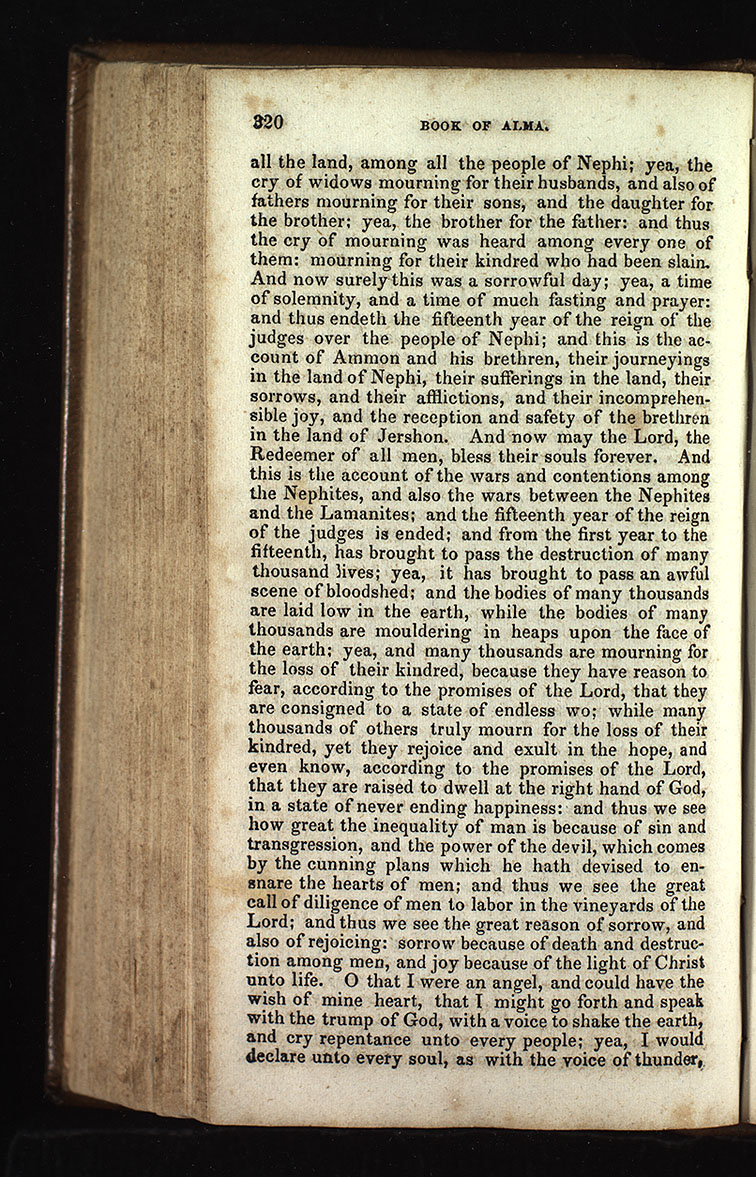 320
BOOK OF ALMA.
all the land, among all the people of Nephi; yea, the
cry of widows mourning for their husbands, and also of
fathers mourning for their sons, and the daughter for
the brother; yea, the brother for the father: and thus
the cry of mourning was heard among every one of
them: mourning for their kindred who had been slain.
And now surely this was a sorrowful day; yea, a time
of solemnity, and a time of much fasting and prayer:
and thus endeth the fifteenth year of the reign of the
judges over the people of Nephi; and this is the ac-
count of Ammon and his brethren, their journeyings
in the land of Nephi, their sufferings in the land, their
sorrows, and their afflictions, and their incomprehen-
sible joy, and the reception and safety of the brethren
in the land of Jershon. And now may the Lord, the
Redeemer of all men, bless their souls forever. And
this is the account of the wars and contentions among
the Nephites, and also the wars between the Nephites
and the Lamanites; and the fifteenth year of the reign
of the judges is ended; and from the first year to the
fifteenth, has brought to pass the destruction of many
thousand lives; yea, it has brought to pass an awful
scene of bloodshed; and the bodies of many thousands
are laid low in the earth, while the bodies of many
thousands are mouldering in heaps upon the face of
the earth; yea, and many thousands are mourning for
the loss of their kindred, because they have reason to
fear, according to the promises of the Lord, that they
are consigned to a state of endless wo; while many
thousands of others truly mourn for the loss of their
kindred, yet they rejoice and exult in the hope, and
even know, according to the promises of the Lord,
that they are raised to dwell at the right hand of God,
in a state of never ending happiness: and thus we see
how great the inequality of man is because of sin and
transgression, and the power of the devil, which comes
by the cunning plans which he hath devised to en-
snare the hearts of men; and thus we see the great
call of diligence of men to labor in the vineyards of the
Lord; and thus we see the great reason of sorrow, and
also of rejoicing: sorrow because of death and destruc-
tion among men, and joy because of the light of Christ
unto life. O that I were an angel, and could have the
wish of mine heart, that I might go forth and speak
with the trump of God, with a voice to shake the earth,
and cry repentance unto every people; yea, I would
declare unto every soul, as with the voice of thunder,